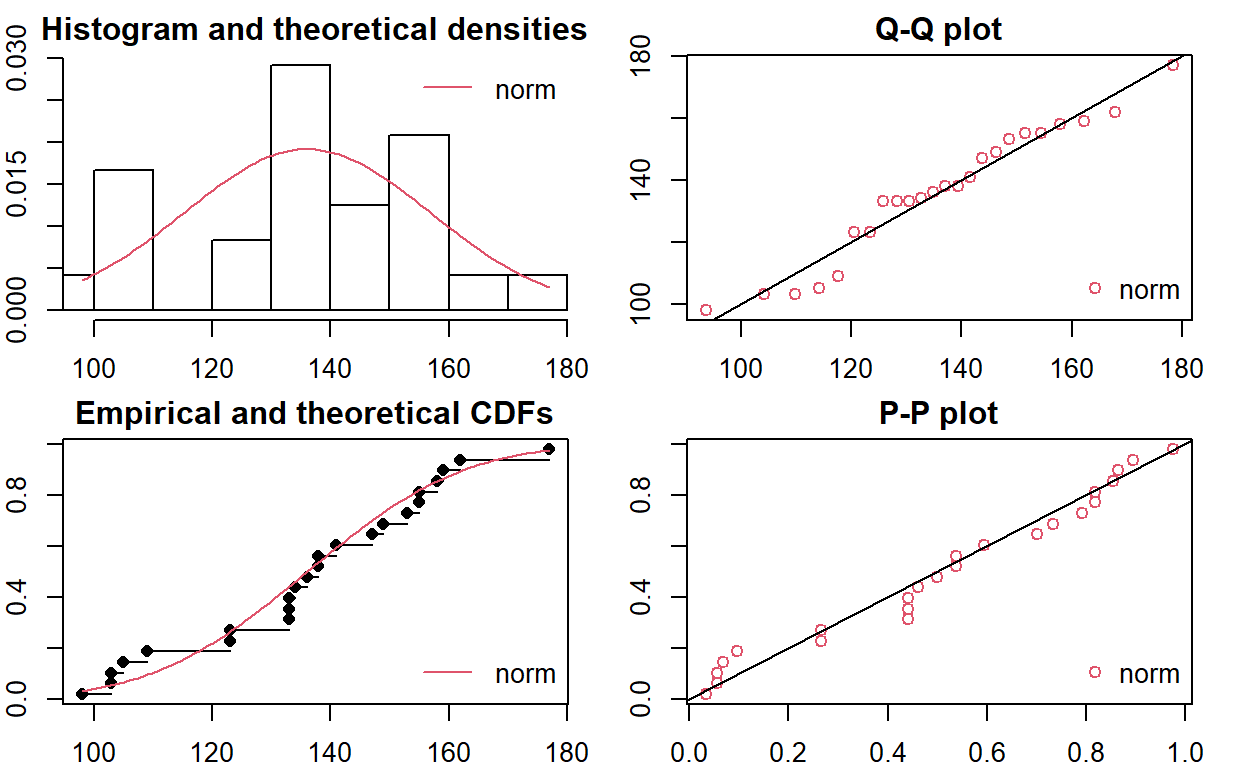 Histogram and theoretical densities
0.030
0.015
0.000
norm
100 120 140 160 180
Q-Q plot
180
140
100
norm
100 120 140 160 180
Empirical and theoretical CDFs
0.8
0.4
0.0
norm
100 120 140 160 180
P-P plot
0.8
0.4
0.0
norm
0.0 0.2 0.4 0.6 0.8 1.0